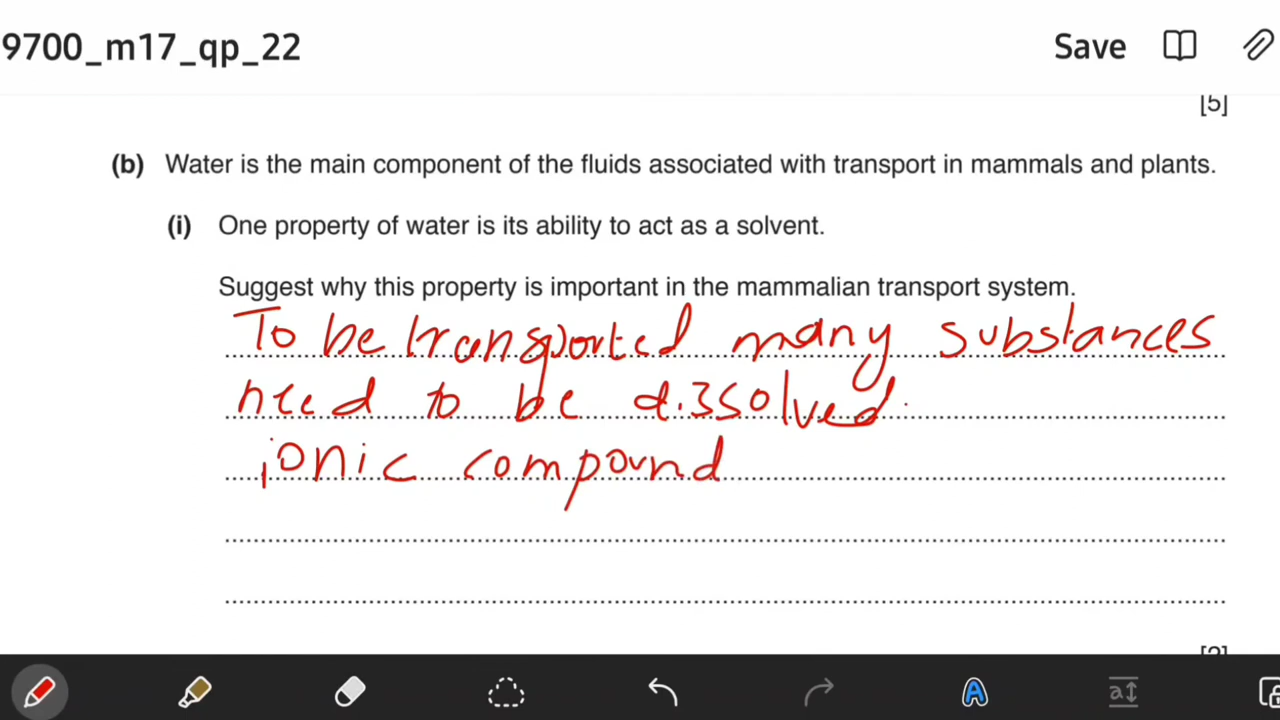 9700_m17_qp_22 Save
[5]
(b) Water is the main component of the fluids associated with transport in mammals and plants.
(i) One property of water is its ability to act as a solvent.
Suggest why this property is important in the mammalian transport system.
To be transported many substances
need to be dissolved.
ionic compound
A a